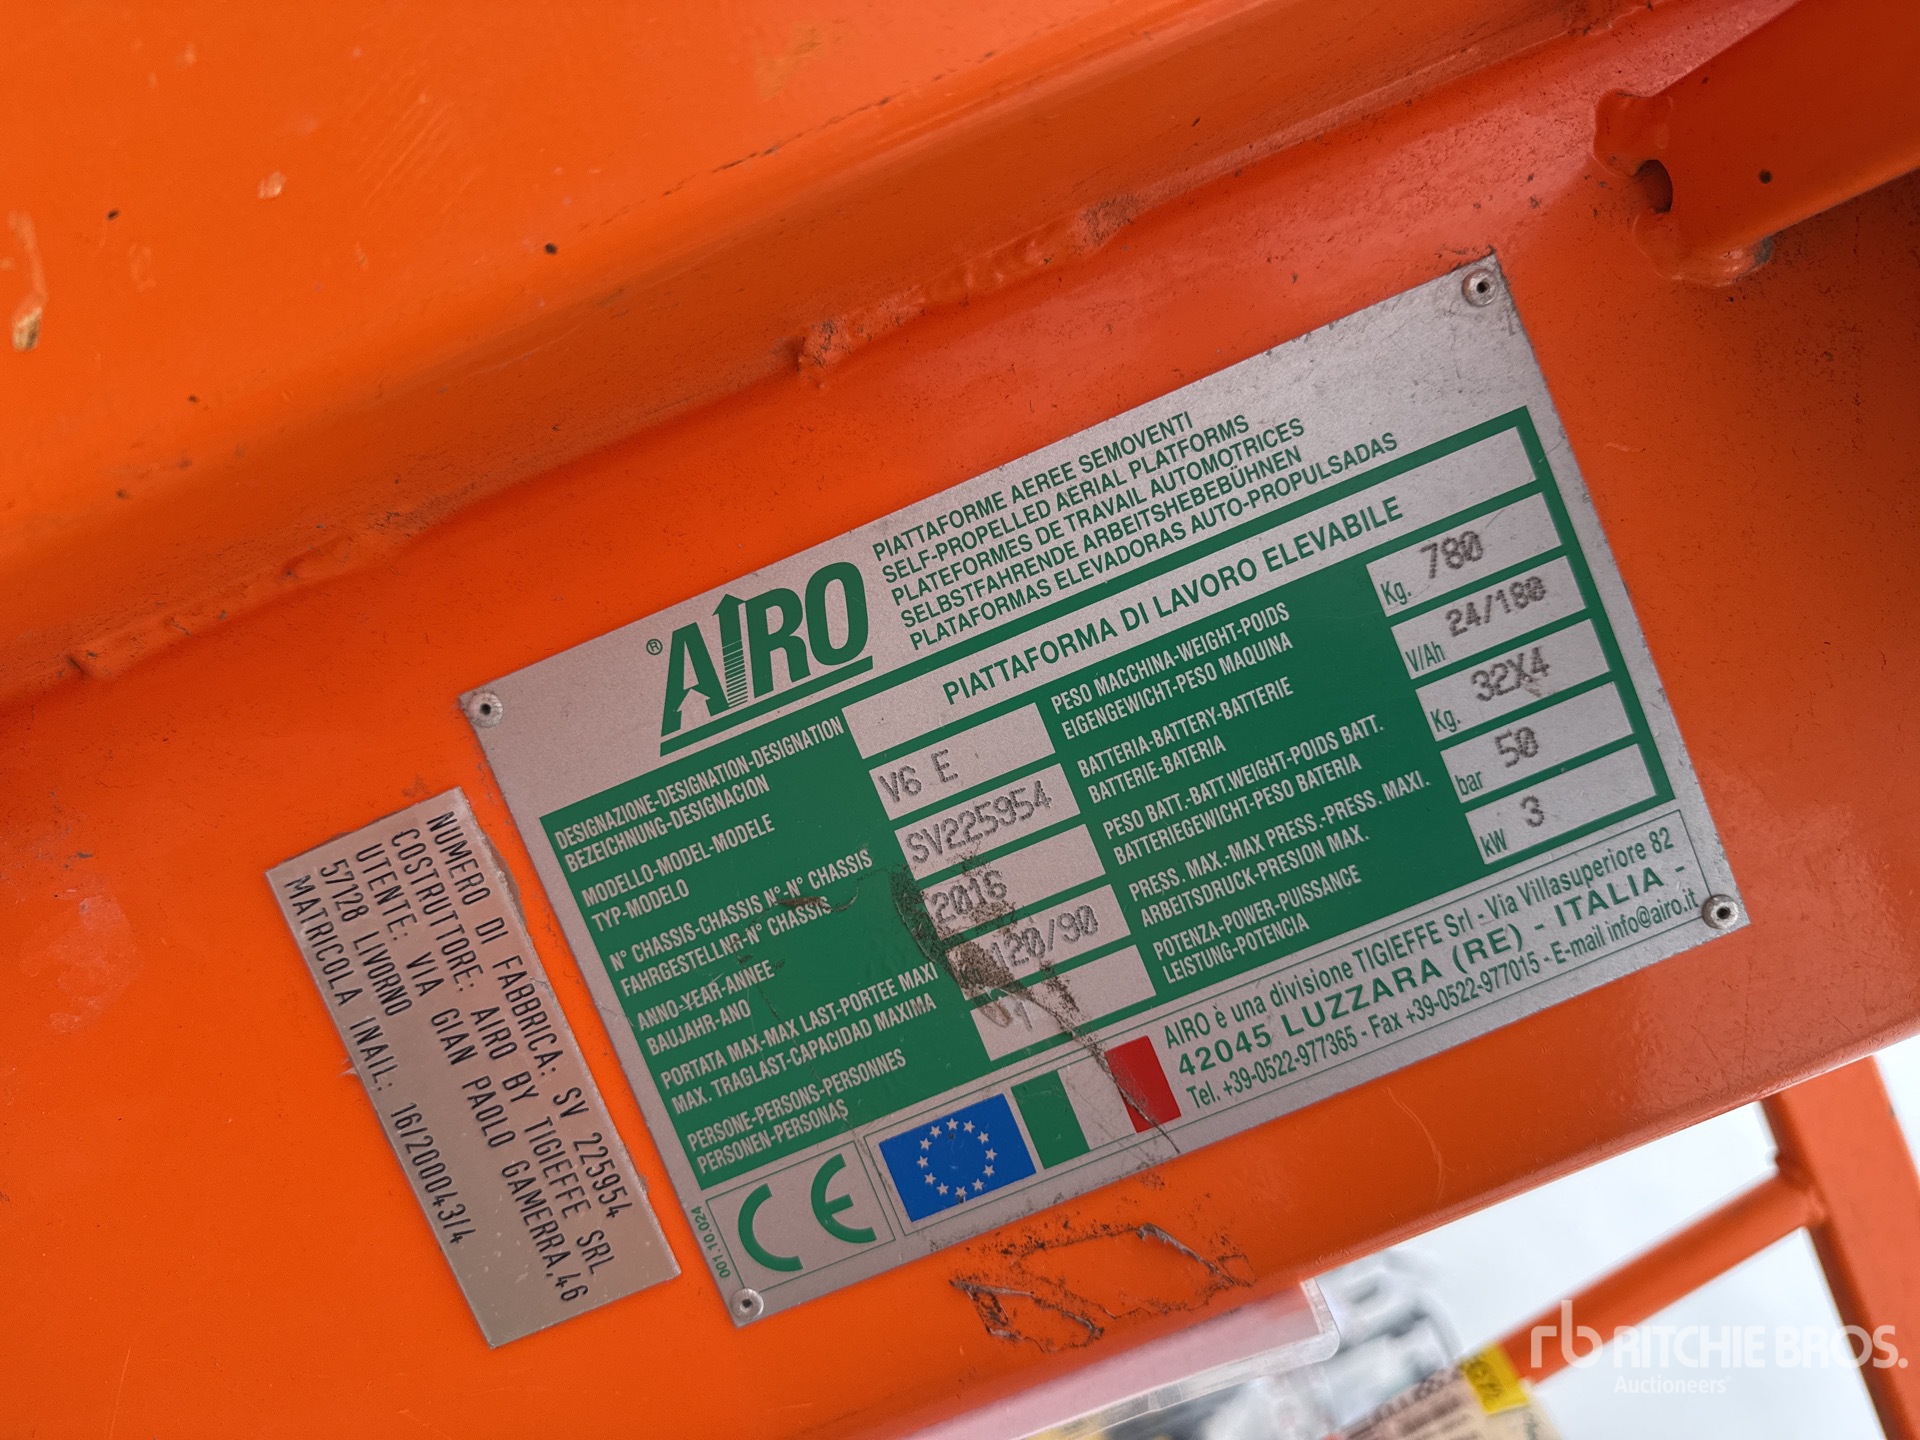 ® AIRO
PIATTAFORME AEREE SEMOVENTI
SELF-PROPELLED AERIAL PLATFORMS
PLATEFORMES DE TRAVAIL AUTOMOTRICES
SELBSTFAHRENDE ARBEITSHEBEBÜHNEN
PLATAFORMAS ELEVADORAS AUTO-PROPULSADAS
DESIGNAZIONE-DESIGNATION-DESIGNATION
BEZEICHNUNG-DESIGNACION
PIATTAFORMA DI LAVORO ELEVABILE
MODELLO-MODEL-MODELE
TYP-MODELO
V6 E
N° CHASSIS-CHASSIS N°-N° CHASSIS
FAHRGESTELLNR-N° CHASSIS
SV225954
ANNO-YEAR-ANNEE
BAUJAHR-ANO
2016
PORTATA MAX-MAX LAST-PORTEE MAXI
MAX. TRAGLAST-CAPACIDAD MAXIMA
120/90
PERSONE-PERSONS-PERSONNES
PERSONEN-PERSONAS
PESO MACCHINA-WEIGHT-POIDS
EIGENGEWICHT-PESO MAQUINA
Kg. 780
BATTERIA-BATTERY-BATTERIE
BATTERIE-BATERIA
V/Ah 24/180
PESO BATT.-BATT.WEIGHT-POIDS BATT.
BATTERIEGEWICHT-PESO BATERIA
Kg. 32X4
PRESS. MAX.-MAX PRESS.-PRESS. MAXI.
ARBEITSDRUCK-PRESION MAX.
bar 50
POTENZA-POWER-PUISSANCE
LEISTUNG-POTENCIA
kW 3
CE
001.10.024
AIRO è una divisione TIGIEFFE Srl - Via Villasuperiore 82
42045 LUZZARA (RE) - ITALIA -
Tel. +39-0522-977365 - Fax +39-0522-977015 - E-mail info@airo.it
NUMERO DI FABBRICA: SV 225954
COSTRUTTORE: AIRO BY TIGIEFFE SRL
UTENTE: VIA GIAN PAOLO GAMERRA,46
57128 LIVORNO
MATRICOLA INAIL: 16/200043/4
rb RITCHIE BROS.
Auctioneers